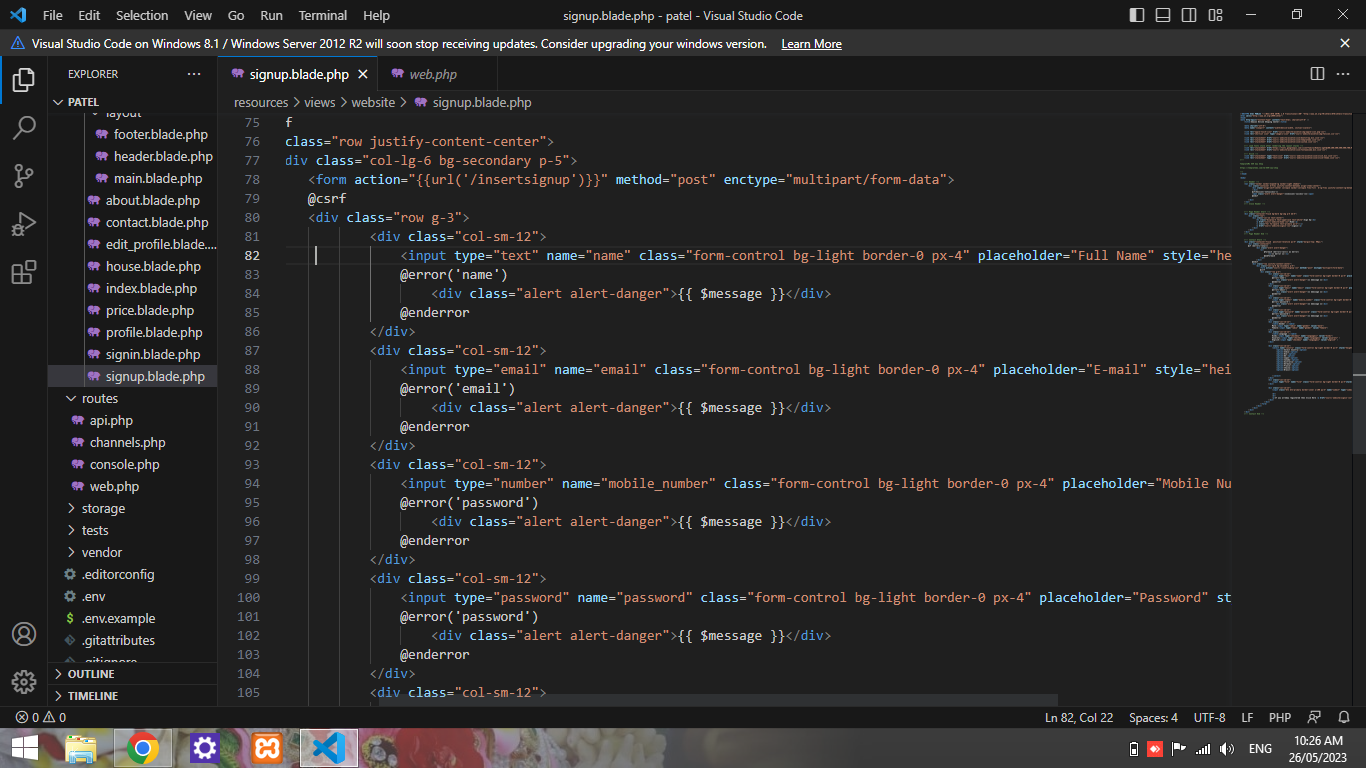 File Edit Selection View Go Run Terminal Help signup.blade.php - patel - Visual Studio Code
Visual Studio Code on Windows 8.1 / Windows Server 2012 R2 will soon stop receiving updates. Consider upgrading your windows version. Learn More
EXPLORER
PATEL
layout
footer.blade.php
header.blade.php
main.blade.php
about.blade.php
contact.blade.php
edit_profile.blade....
house.blade.php
index.blade.php
price.blade.php
profile.blade.php
signin.blade.php
signup.blade.php
routes
api.php
channels.php
console.php
web.php
storage
tests
vendor
.editorconfig
.env
.env.example
.gitattributes
.gitignore
OUTLINE
TIMELINE
signup.blade.php web.php
resources > views > website > signup.blade.php
75 f
76 class="row justify-content-center">
77 div class="col-lg-6 bg-secondary p-5">
78 <form action="{{url('/insertsignup')}}" method="post" enctype="multipart/form-data">
79 @csrf
80 <div class="row g-3">
81 <div class="col-sm-12">
82 <input type="text" name="name" class="form-control bg-light border-0 px-4" placeholder="Full Name" style="he
83 @error('name')
84 <div class="alert alert-danger">{{ $message }}</div>
85 @enderror
86 </div>
87 <div class="col-sm-12">
88 <input type="email" name="email" class="form-control bg-light border-0 px-4" placeholder="E-mail" style="hei
89 @error('email')
90 <div class="alert alert-danger">{{ $message }}</div>
91 @enderror
92 </div>
93 <div class="col-sm-12">
94 <input type="number" name="mobile_number" class="form-control bg-light border-0 px-4" placeholder="Mobile Nu
95 @error('password')
96 <div class="alert alert-danger">{{ $message }}</div>
97 @enderror
98 </div>
99 <div class="col-sm-12">
100 <input type="password" name="password" class="form-control bg-light border-0 px-4" placeholder="Password" st
101 @error('password')
102 <div class="alert alert-danger">{{ $message }}</div>
103 @enderror
104 </div>
105 <div class="col-sm-12">
0 0 Ln 82, Col 22 Spaces: 4 UTF-8 LF PHP
ENG 10:26 AM
26/05/2023